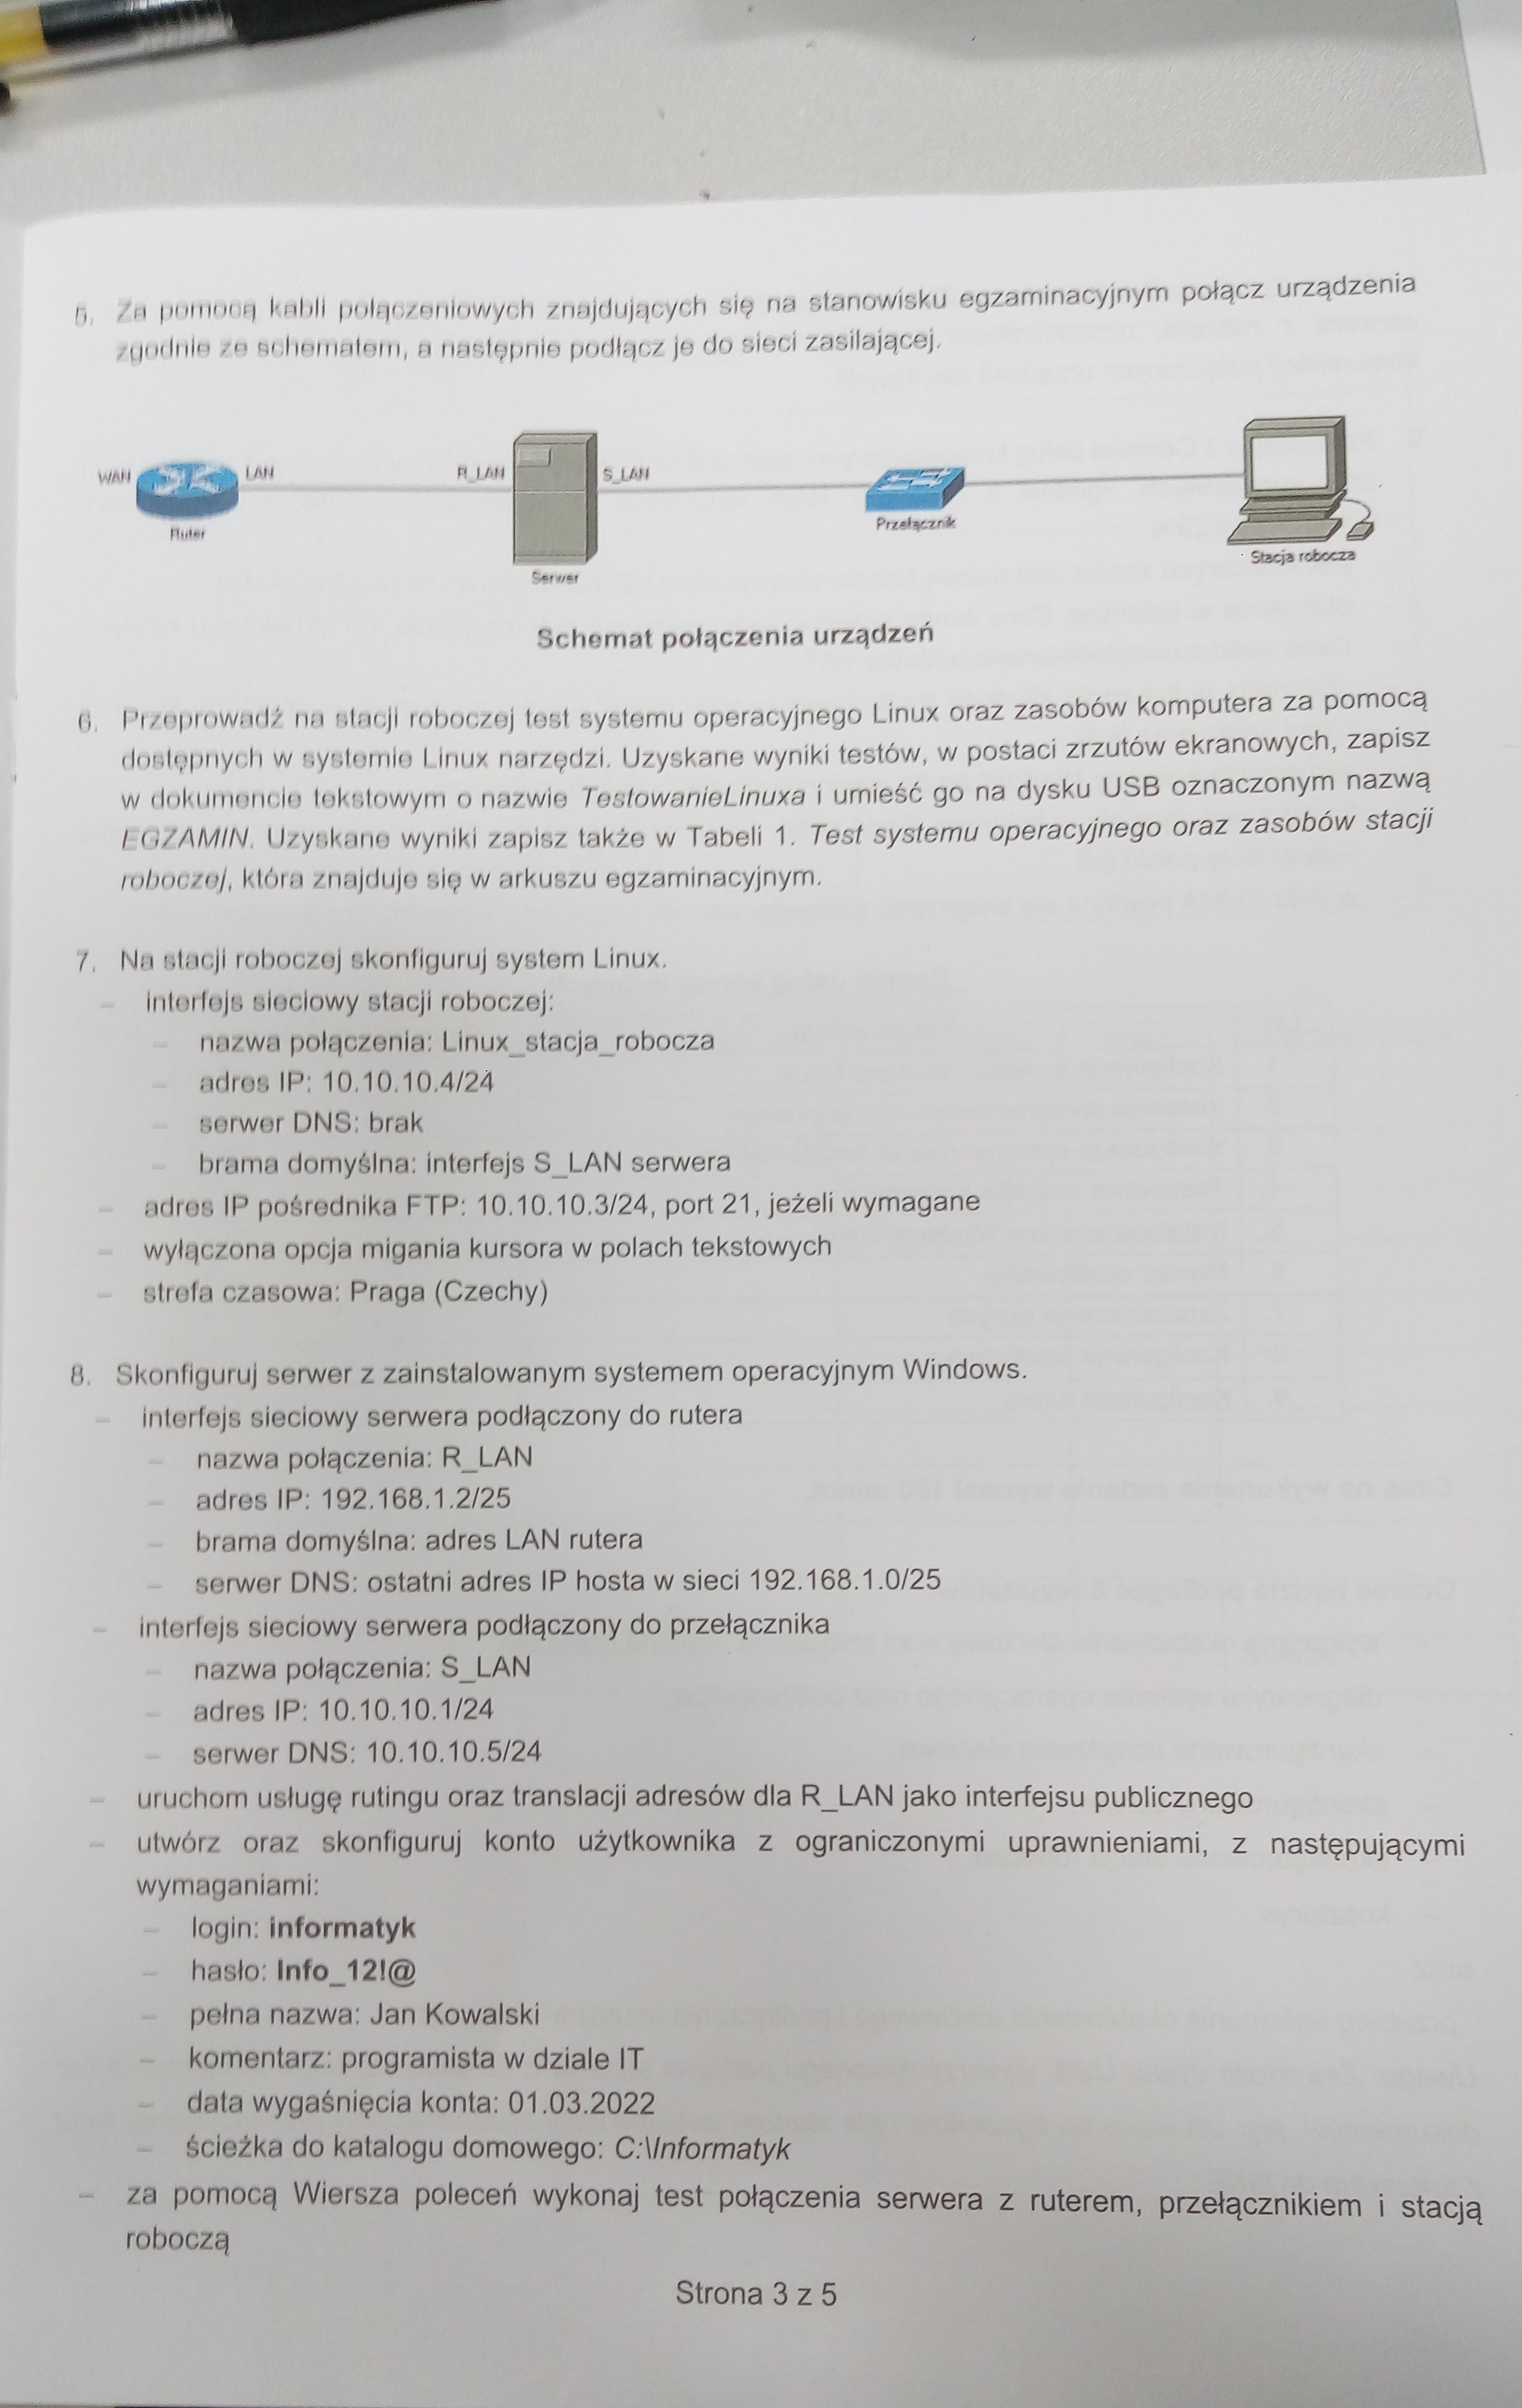 5. Za pomocą kabli połączeniowych znajdujących się na stanowisku egzaminacyjnym połącz urządzenia
zgodnie ze schematem, a następnie podłącz je do sieci zasilającej.
WAN LAN R_LAN S_LAN
Ruter Serwer Przełącznik Stacja robocza
Schemat połączenia urządzeń
6. Przeprowadź na stacji roboczej test systemu operacyjnego Linux oraz zasobów komputera za pomocą
dostępnych w systemie Linux narzędzi. Uzyskane wyniki testów, w postaci zrzutów ekranowych, zapisz
w dokumencie tekstowym o nazwie TestowanieLinuxa i umieść go na dysku USB oznaczonym nazwą
EGZAMIN. Uzyskane wyniki zapisz także w Tabeli 1. Test systemu operacyjnego oraz zasobów stacji
roboczej, która znajduje się w arkuszu egzaminacyjnym.
7. Na stacji roboczej skonfiguruj system Linux.
– interfejs sieciowy stacji roboczej:
– nazwa połączenia: Linux_stacja_robocza
– adres IP: 10.10.10.4/24
– serwer DNS: brak
– brama domyślna: interfejs S_LAN serwera
– adres IP pośrednika FTP: 10.10.10.3/24, port 21, jeżeli wymagane
– wyłączona opcja migania kursora w polach tekstowych
– strefa czasowa: Praga (Czechy)
8. Skonfiguruj serwer z zainstalowanym systemem operacyjnym Windows.
– interfejs sieciowy serwera podłączony do rutera
– nazwa połączenia: R_LAN
– adres IP: 192.168.1.2/25
– brama domyślna: adres LAN rutera
– serwer DNS: ostatni adres IP hosta w sieci 192.168.1.0/25
– interfejs sieciowy serwera podłączony do przełącznika
– nazwa połączenia: S_LAN
– adres IP: 10.10.10.1/24
– serwer DNS: 10.10.10.5/24
– uruchom usługę rutingu oraz translacji adresów dla R_LAN jako interfejsu publicznego
– utwórz oraz skonfiguruj konto użytkownika z ograniczonymi uprawnieniami, z następującymi
wymaganiami:
– login: informatyk
– hasło: Info_12!@
– pełna nazwa: Jan Kowalski
– komentarz: programista w dziale IT
– data wygaśnięcia konta: 01.03.2022
– ścieżka do katalogu domowego: C:\Informatyk
– za pomocą Wiersza poleceń wykonaj test połączenia serwera z ruterem, przełącznikiem i stacją
roboczą
Strona 3 z 5